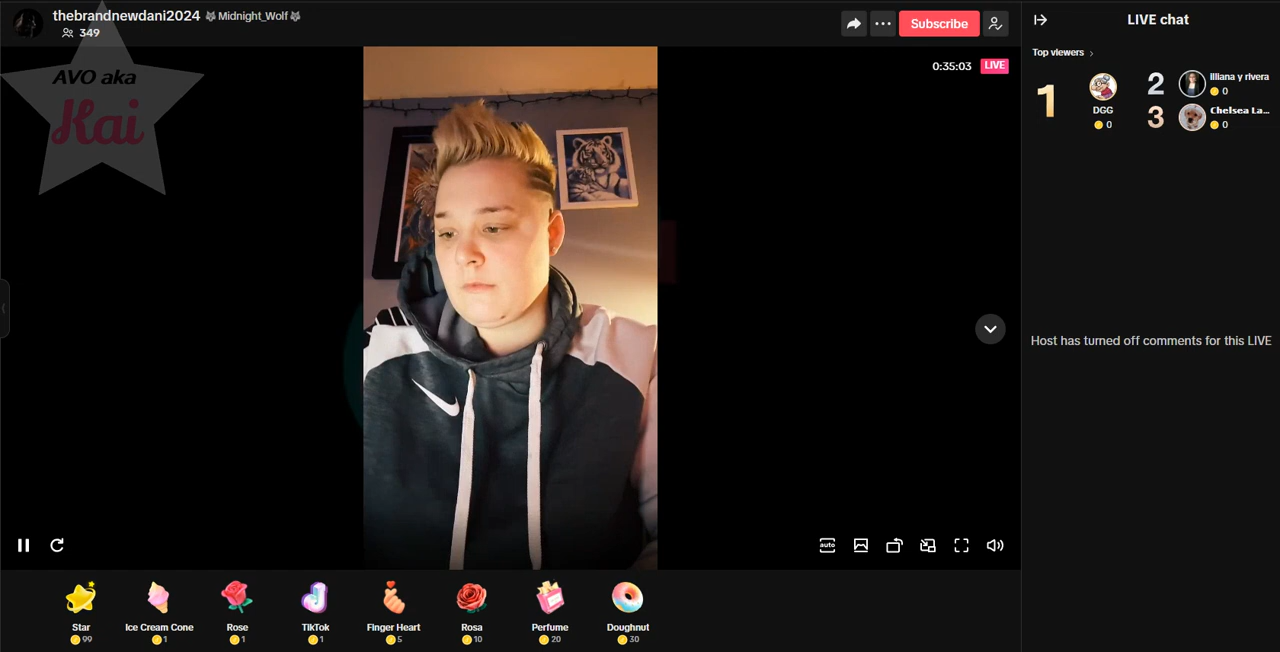 thebrandnewdani2024 🐺Midnight_Wolf🐺
349
AVO aka
Kai
Subscribe
0:35:03 LIVE
LIVE chat
Top viewers
1
DGG
0
2
illiana y rivera
0
3
Chelsea La...
0
Host has turned off comments for this LIVE
auto
Star
99
Ice Cream Cone
1
Rose
1
TikTok
1
Finger Heart
5
Rosa
10
Perfume
20
Doughnut
30